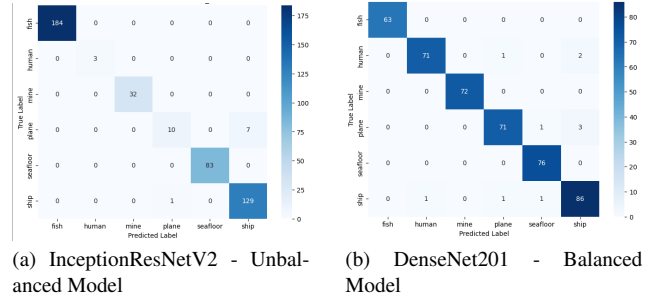 fish 184 0 0 0 0 0
human 0 3 0 0 0 0
mine 0 0 32 0 0 0
plane 0 0 0 10 0 7
seafloor 0 0 0 0 83 0
ship 0 0 0 1 0 129
fish human mine plane seafloor ship
True Label
Predicted Label
175
150
125
100
75
50
25
0
(a) InceptionResNetV2 - Unbal-
anced Model
fish 63 0 0 0 0 0
human 0 71 0 1 0 2
mine 0 0 72 0 0 0
plane 0 0 0 71 1 3
seafloor 0 0 0 0 76 0
ship 0 1 0 1 1 86
fish human mine plane seafloor ship
True Label
Predicted Label
80
70
60
50
40
30
20
10
0
(b) DenseNet201 - Balanced
Model